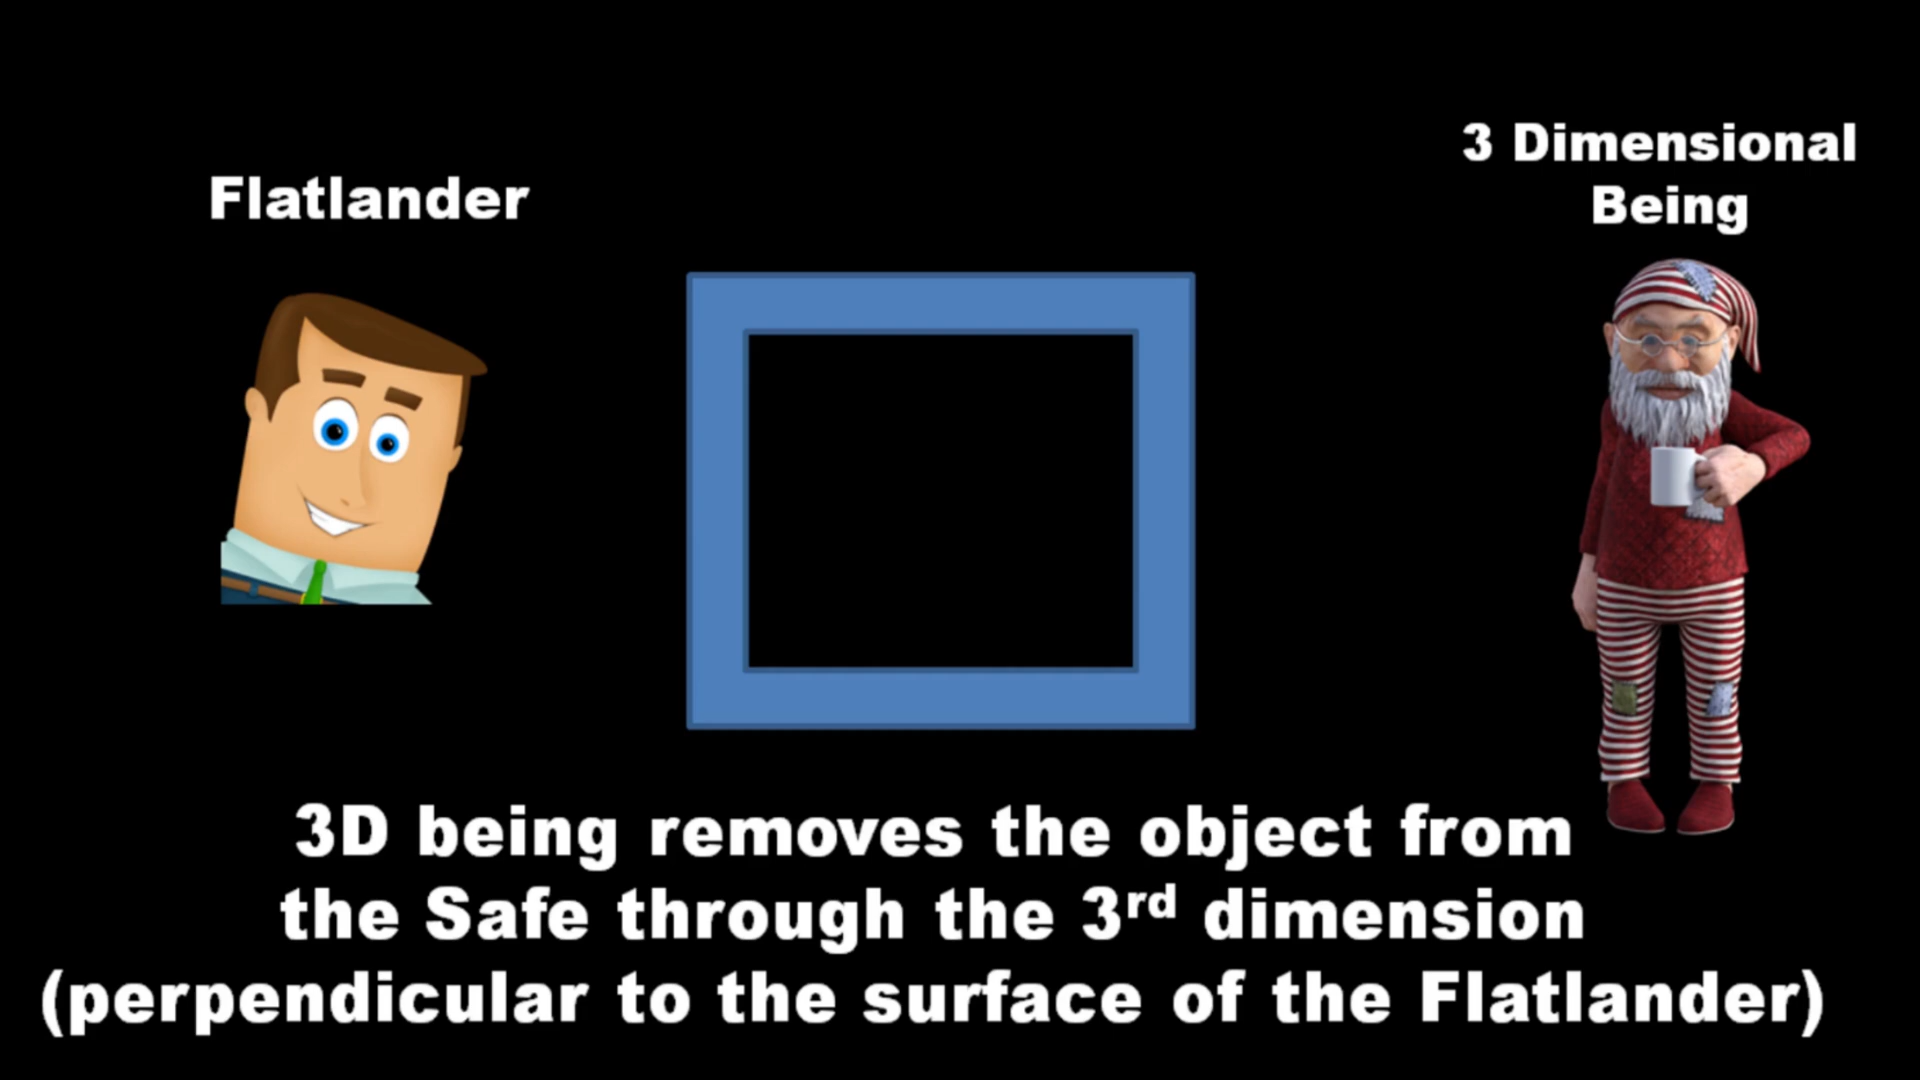 Flatlander
3 Dimensional
Being
3D being removes the object from
the Safe through the 3rd dimension
(perpendicular to the surface of the Flatlander)